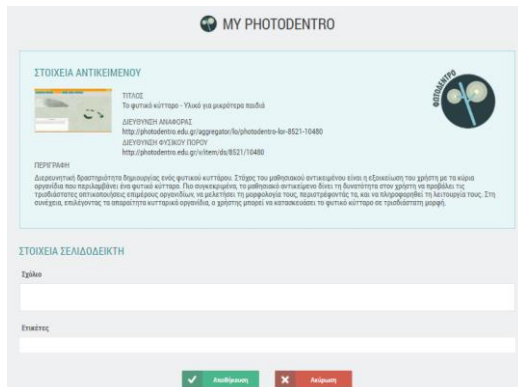 MY PHOTODENTRO
ΣΤΟΙΧΕΙΑ ΑΝΤΙΚΕΙΜΕΝΟΥ
ΤΙΤΛΟΣ
Το φυτικό κύτταρο - Υλικό για μικρότερα παιδιά
ΔΙΕΥΘΥΝΣΗ ΑΝΑΦΟΡΑΣ
http://photodentro.edu.gr/aggregator/lo/photodentro-lor-8521-10480
ΔΙΕΥΘΥΝΣΗ ΦΥΣΙΚΟΥ ΠΟΡΟΥ
http://photodentro.edu.gr/v/item/ds/8521/10480
ΦΩΤΟΔΕΝΤΡΟ
ΠΕΡΙΓΡΑΦΗ
Διερευνητική δραστηριότητα δημιουργίας ενός φυτικού κυττάρου. Στόχος του μαθησιακού αντικειμένου είναι η εξοικείωση του χρήστη με τα κύρια
οργανίδια που περιλαμβάνει ένα φυτικό κύτταρο. Πιο συγκεκριμένα, το μαθησιακό αντικείμενο δίνει τη δυνατότητα στον χρήστη να προβάλει τις
τρισδιάστατες οπτικοποιήσεις επιμέρους οργανιδίων, να μελετήσει τη μορφολογία τους, περιστρέφοντάς τα, και να πληροφορηθεί τη λειτουργία τους. Στη
συνέχεια, επιλέγοντας τα απαραίτητα κυτταρικά οργανίδια, ο χρήστης μπορεί να κατασκευάσει το φυτικό κύτταρο σε τρισδιάστατη μορφή.
ΣΤΟΙΧΕΙΑ ΣΕΛΙΔΟΔΕΙΚΤΗ
Σχόλιο
Ετικέτες
Αποθήκευση
Ακύρωση